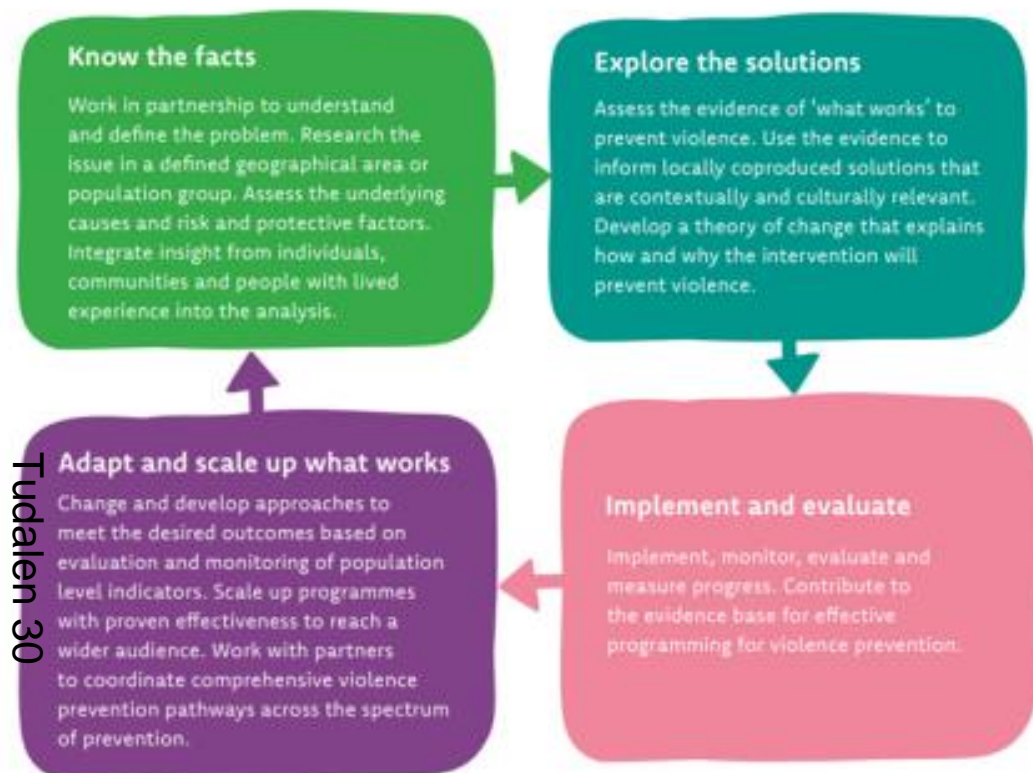 Know the facts
Work in partnership to understand
and define the problem. Research the
issue in a defined geographical area or
population group. Assess the underlying
causes and risk and protective factors.
Integrate insight from individuals,
communities and people with lived
experience into the analysis.
Explore the solutions
Assess the evidence of ‘what works’ to
prevent violence. Use the evidence to
inform locally coproduced solutions that
are contextually and culturally relevant.
Develop a theory of change that explains
how and why the intervention will
prevent violence.
Implement and evaluate
Implement, monitor, evaluate and
measure progress. Contribute to
the evidence base for effective
programming for violence prevention.
Adapt and scale up what works
Change and develop approaches to
meet the desired outcomes based on
evaluation and monitoring of population
level indicators. Scale up programmes
with proven effectiveness to reach a
wider audience. Work with partners
to coordinate comprehensive violence
prevention pathways across the spectrum
of prevention.
Tudalen 30